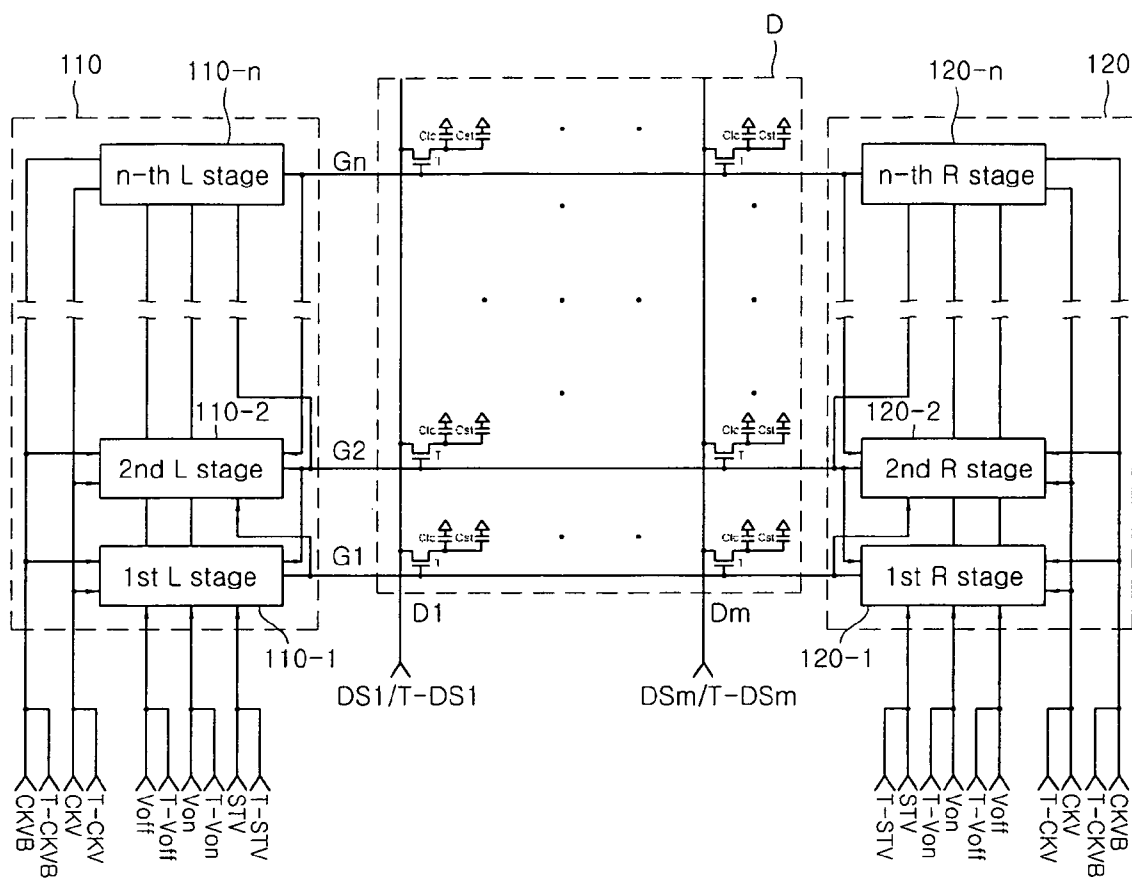 D
110
110-n
120-n
120
Clc
Cst
Clc
Cst
n-th L stage
Gn
T
T
n-th R stage
110-2
120-2
Clc
Cst
Clc
Cst
2nd L stage
G2
T
T
2nd R stage
Clc
Cst
Clc
Cst
1st L stage
G1
T
T
1st R stage
D1
Dm
110-1
120-1
DS1/T-DS1
DSm/T-DSm
CKVB
T-CKVB
CKV
T-CKV
Voff
T-Voff
Von
T-Von
STV
T-STV
T-STV
STV
T-Von
Von
T-Voff
Voff
T-CKV
CKV
T-CKVB
CKVB